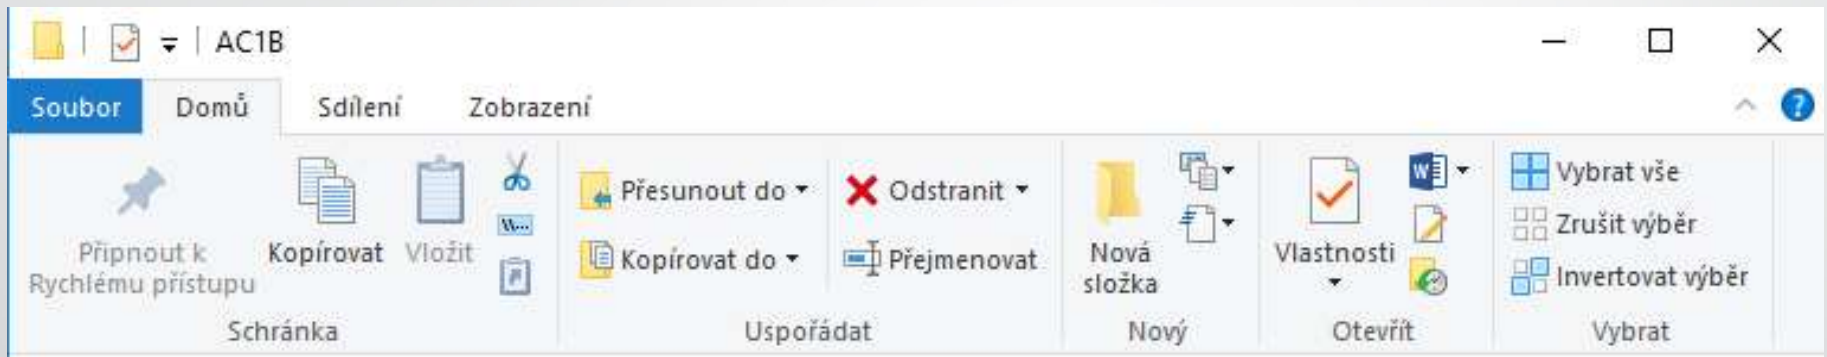 AC1B
Soubor Domů Sdílení Zobrazení
Připnout k
Rychlému přístupu
Kopírovat
Vložit
Schránka
Přesunout do
Kopírovat do
Odstranit
Přejmenovat
Uspořádat
Nová
složka
Nový
Vlastnosti
Otevřít
Vybrat vše
Zrušit výběr
Invertovat výběr
Vybrat